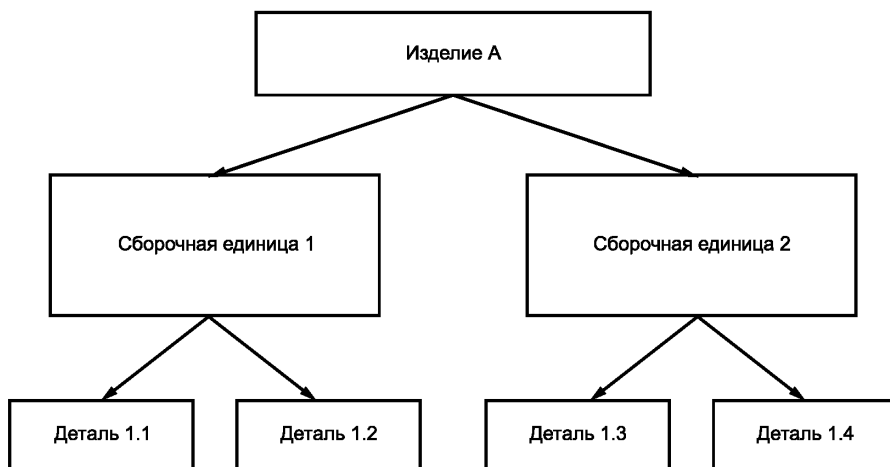 Изделие А
Сборочная единица 1
Сборочная единица 2
Деталь 1.1
Деталь 1.2
Деталь 1.3
Деталь 1.4